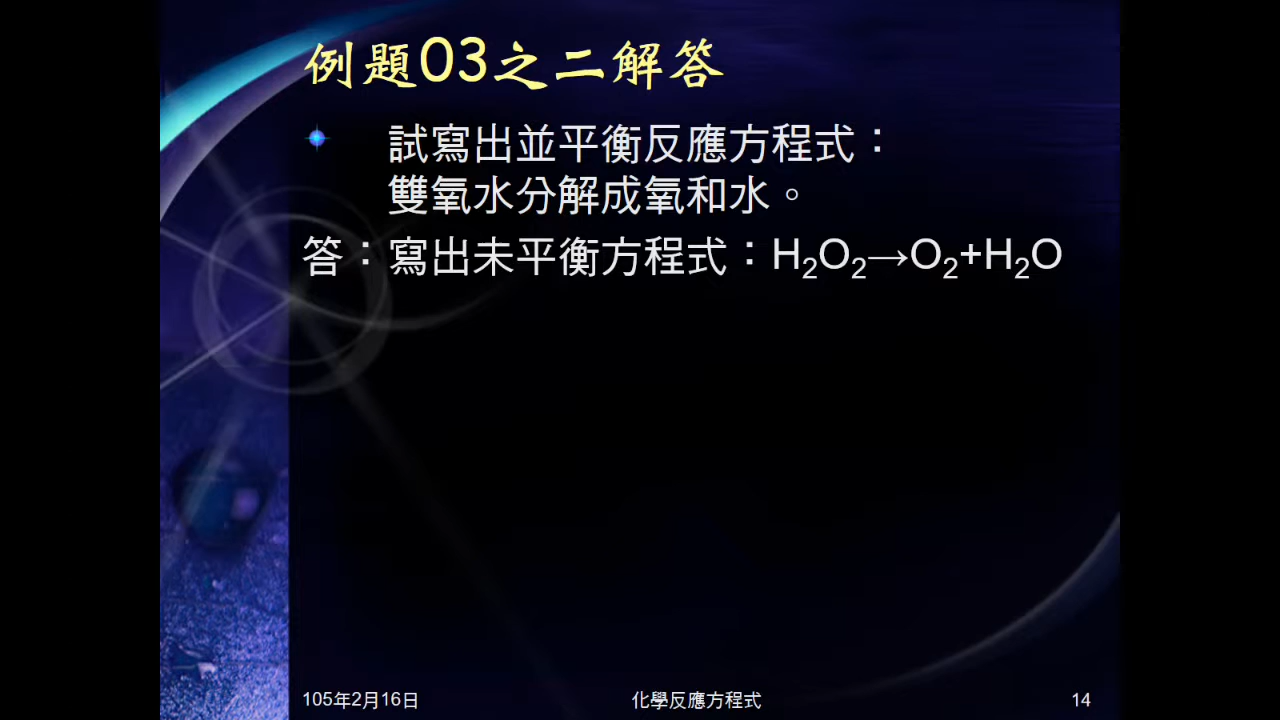 例題03之二解答
試寫出並平衡反應方程式：
雙氧水分解成氧和水。
答：寫出未平衡方程式：H₂O₂→O₂+H₂O
105年2月16日
化學反應方程式
14